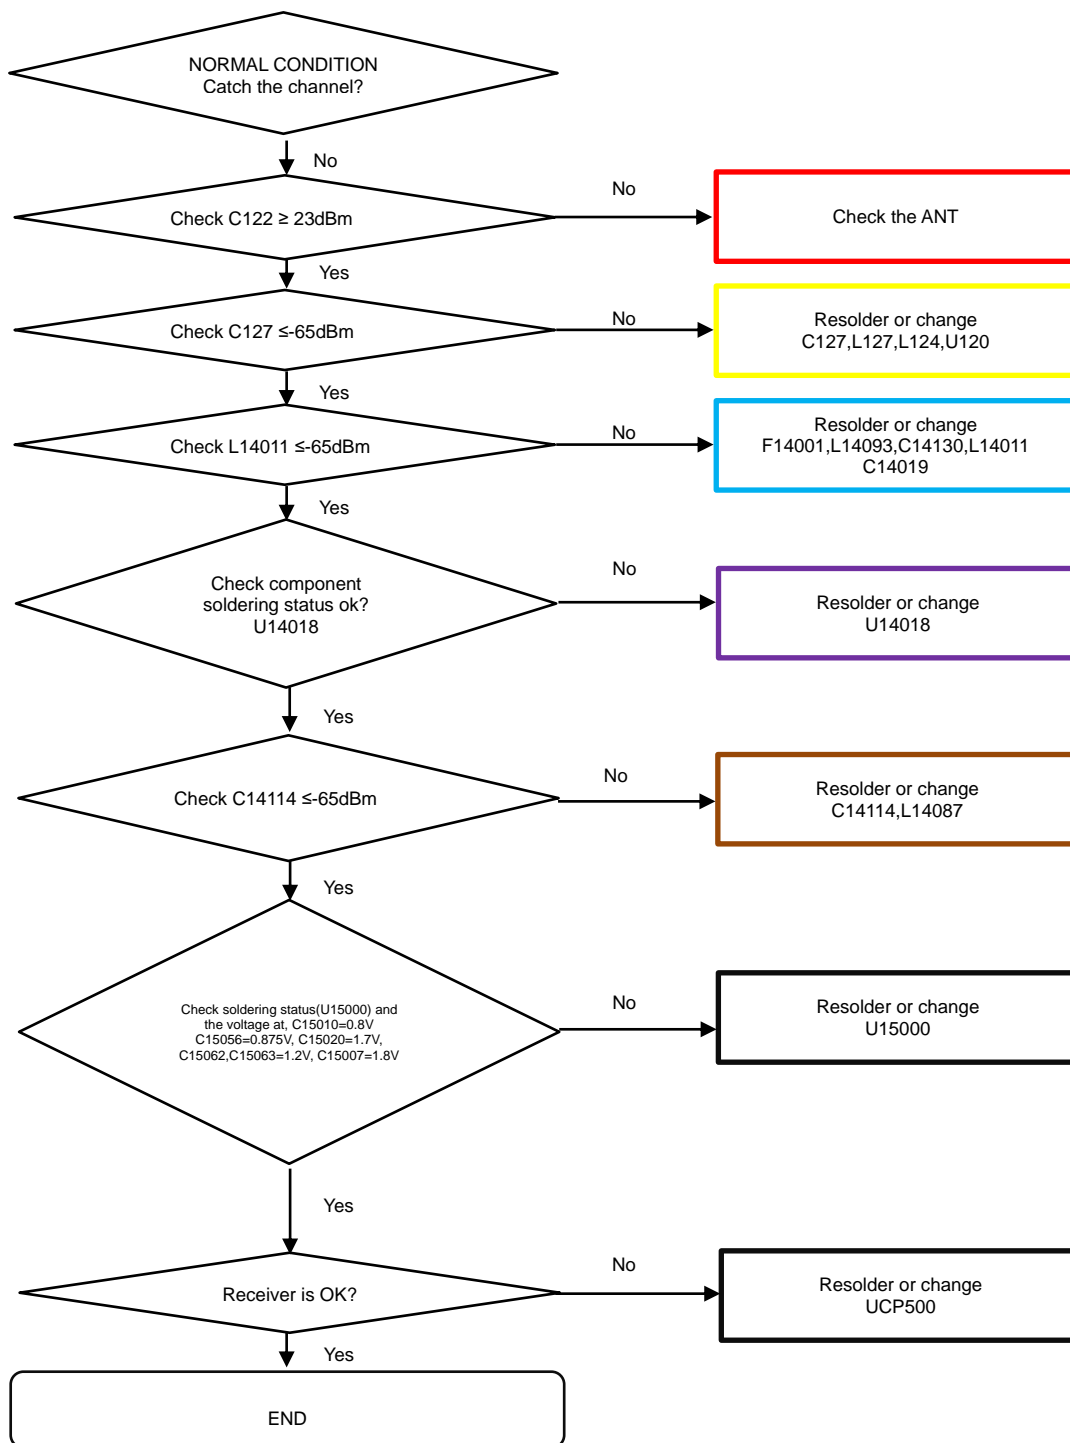 NORMAL CONDITION
Catch the channel?
No
Check C122 ≥ 23dBm
No
Check the ANT
Yes
Check C127 ≤-65dBm
No
Resolder or change
C127,L127,L124,U120
Yes
Check L14011 ≤-65dBm
No
Resolder or change
F14001,L14093,C14130,L14011
C14019
Yes
Check component
soldering status ok?
U14018
No
Resolder or change
U14018
Yes
Check C14114 ≤-65dBm
No
Resolder or change
C14114,L14087
Yes
Check soldering status(U15000) and
the voltage at, C15010=0.8V
C15056=0.875V, C15020=1.7V,
C15062,C15063=1.2V, C15007=1.8V
No
Resolder or change
U15000
Yes
Receiver is OK?
No
Resolder or change
UCP500
Yes
END